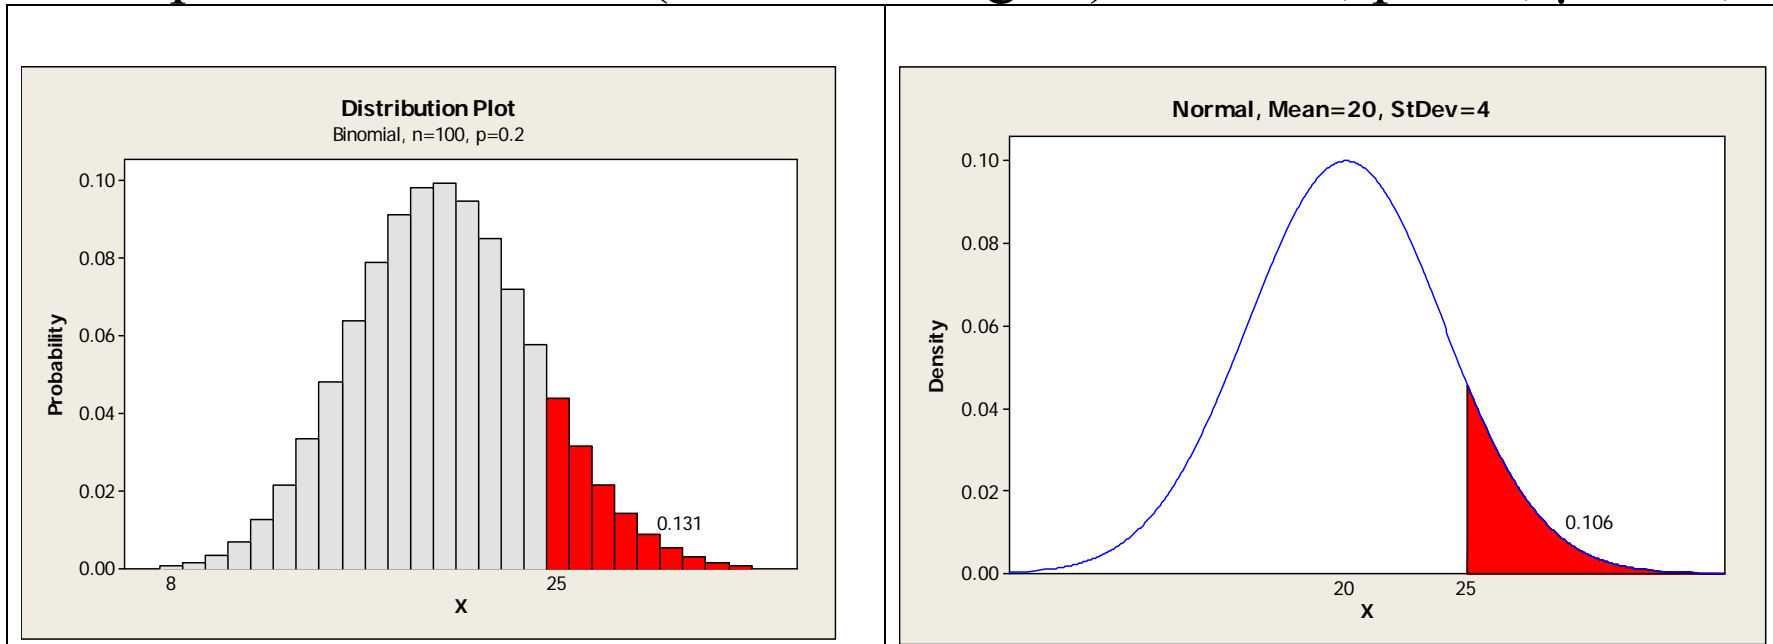 Distribution Plot
Binomial, n=100, p=0.2
0.10
0.08
0.06
0.04
0.02
0.00
Probability
0.131
8
25
X
Normal, Mean=20, StDev=4
0.10
0.08
0.06
0.04
0.02
0.00
Density
0.106
20
25
X